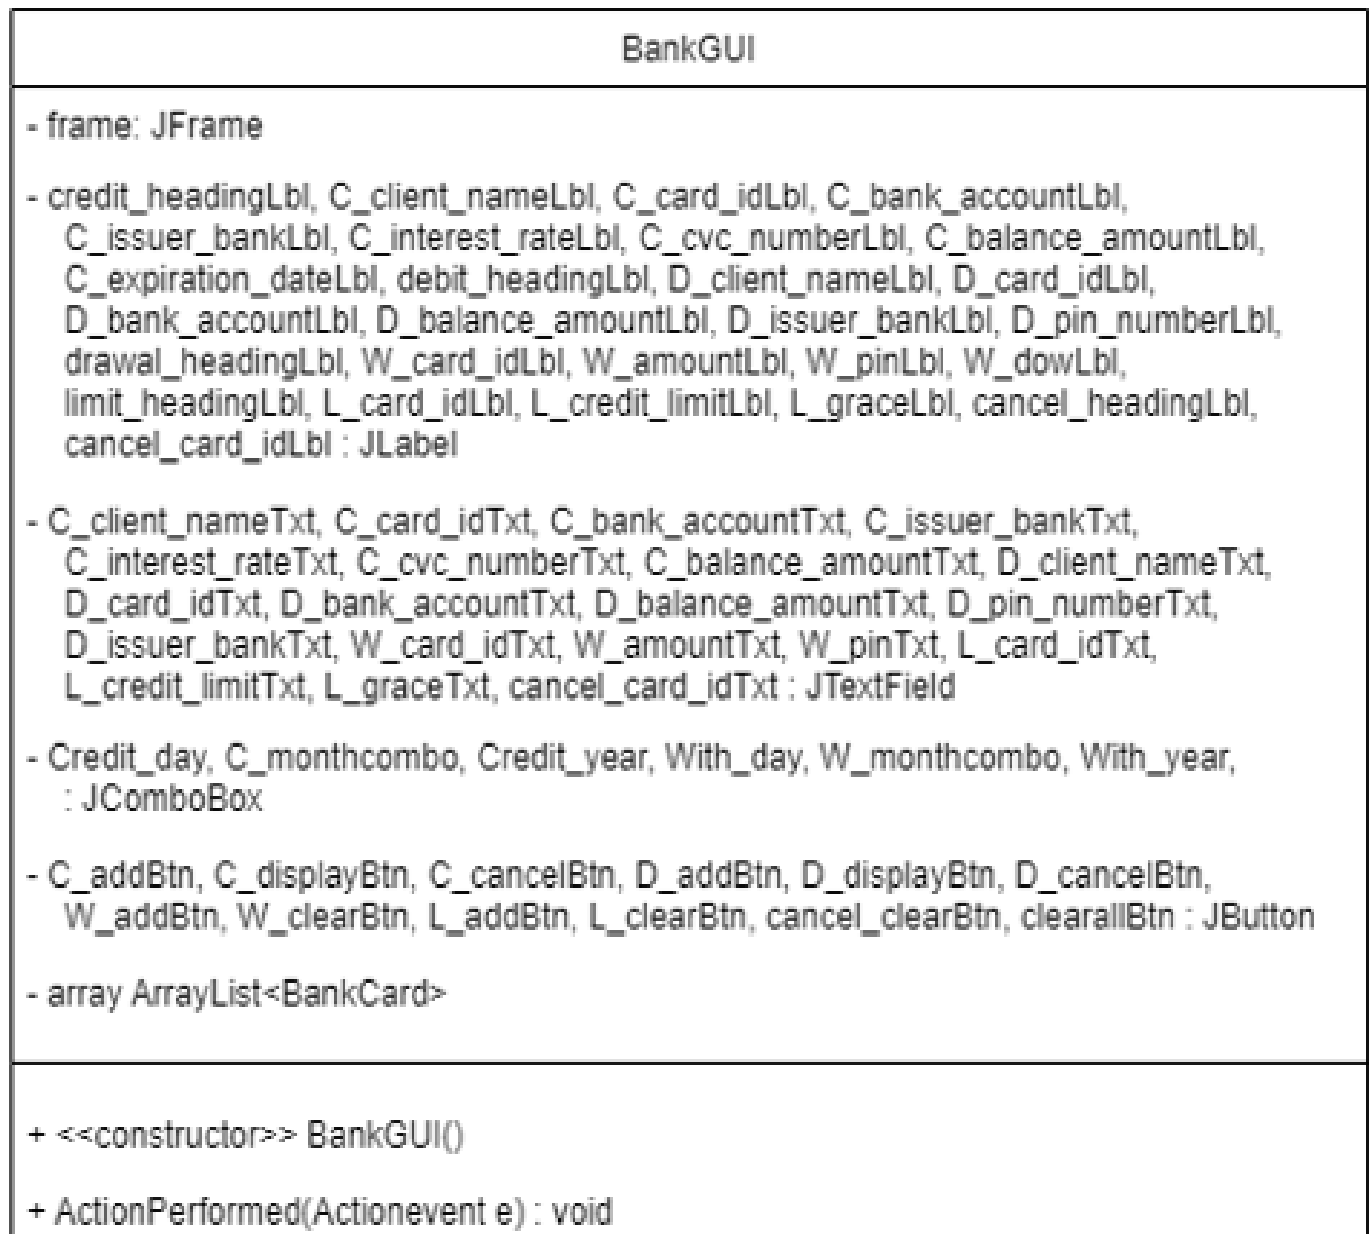 BankGUI
- frame: JFrame
- credit_headingLbl, C_client_nameLbl, C_card_idLbl, C_bank_accountLbl,
C_issuer_bankLbl, C_interest_rateLbl, C_cvc_numberLbl, C_balance_amountLbl,
C_expiration_dateLbl, debit_headingLbl, D_client_nameLbl, D_card_idLbl,
D_bank_accountLbl, D_balance_amountLbl, D_issuer_bankLbl, D_pin_numberLbl,
drawal_headingLbl, W_card_idLbl, W_amountLbl, W_pinLbl, W_dowLbl,
limit_headingLbl, L_card_idLbl, L_credit_limitLbl, L_graceLbl, cancel_headingLbl,
cancel_card_idLbl : JLabel
- C_client_nameTxt, C_card_idTxt, C_bank_accountTxt, C_issuer_bankTxt,
C_interest_rateTxt, C_cvc_numberTxt, C_balance_amountTxt, D_client_nameTxt,
D_card_idTxt, D_bank_accountTxt, D_balance_amountTxt, D_pin_numberTxt,
D_issuer_bankTxt, W_card_idTxt, W_amountTxt, W_pinTxt, L_card_idTxt,
L_credit_limitTxt, L_graceTxt, cancel_card_idTxt : JTextField
- Credit_day, C_monthcombo, Credit_year, With_day, W_monthcombo, With_year,
: JComboBox
- C_addBtn, C_displayBtn, C_cancelBtn, D_addBtn, D_displayBtn, D_cancelBtn,
W_addBtn, W_clearBtn, L_addBtn, L_clearBtn, cancel_clearBtn, clearallBtn : JButton
- array ArrayList<BankCard>
+ <<constructor>> BankGUI()
+ ActionPerformed(Actionevent e) : void